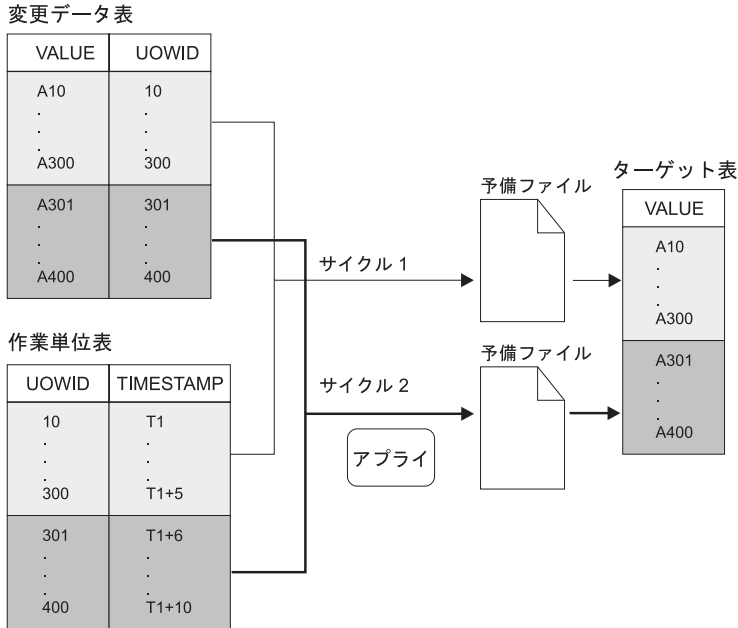 変更データ表
VALUE UOWID
A10 10
. .
. .
. .
A300 300
A301 301
. .
. .
. .
A400 400
作業単位表
UOWID TIMESTAMP
10 T1
. .
. .
. .
300 T1+5
301 T1+6
. .
. .
. .
400 T1+10
サイクル 1
サイクル 2
アプライ
予備ファイル
予備ファイル
ターゲット表
VALUE
A10
.
.
.
A300
A301
.
.
.
A400